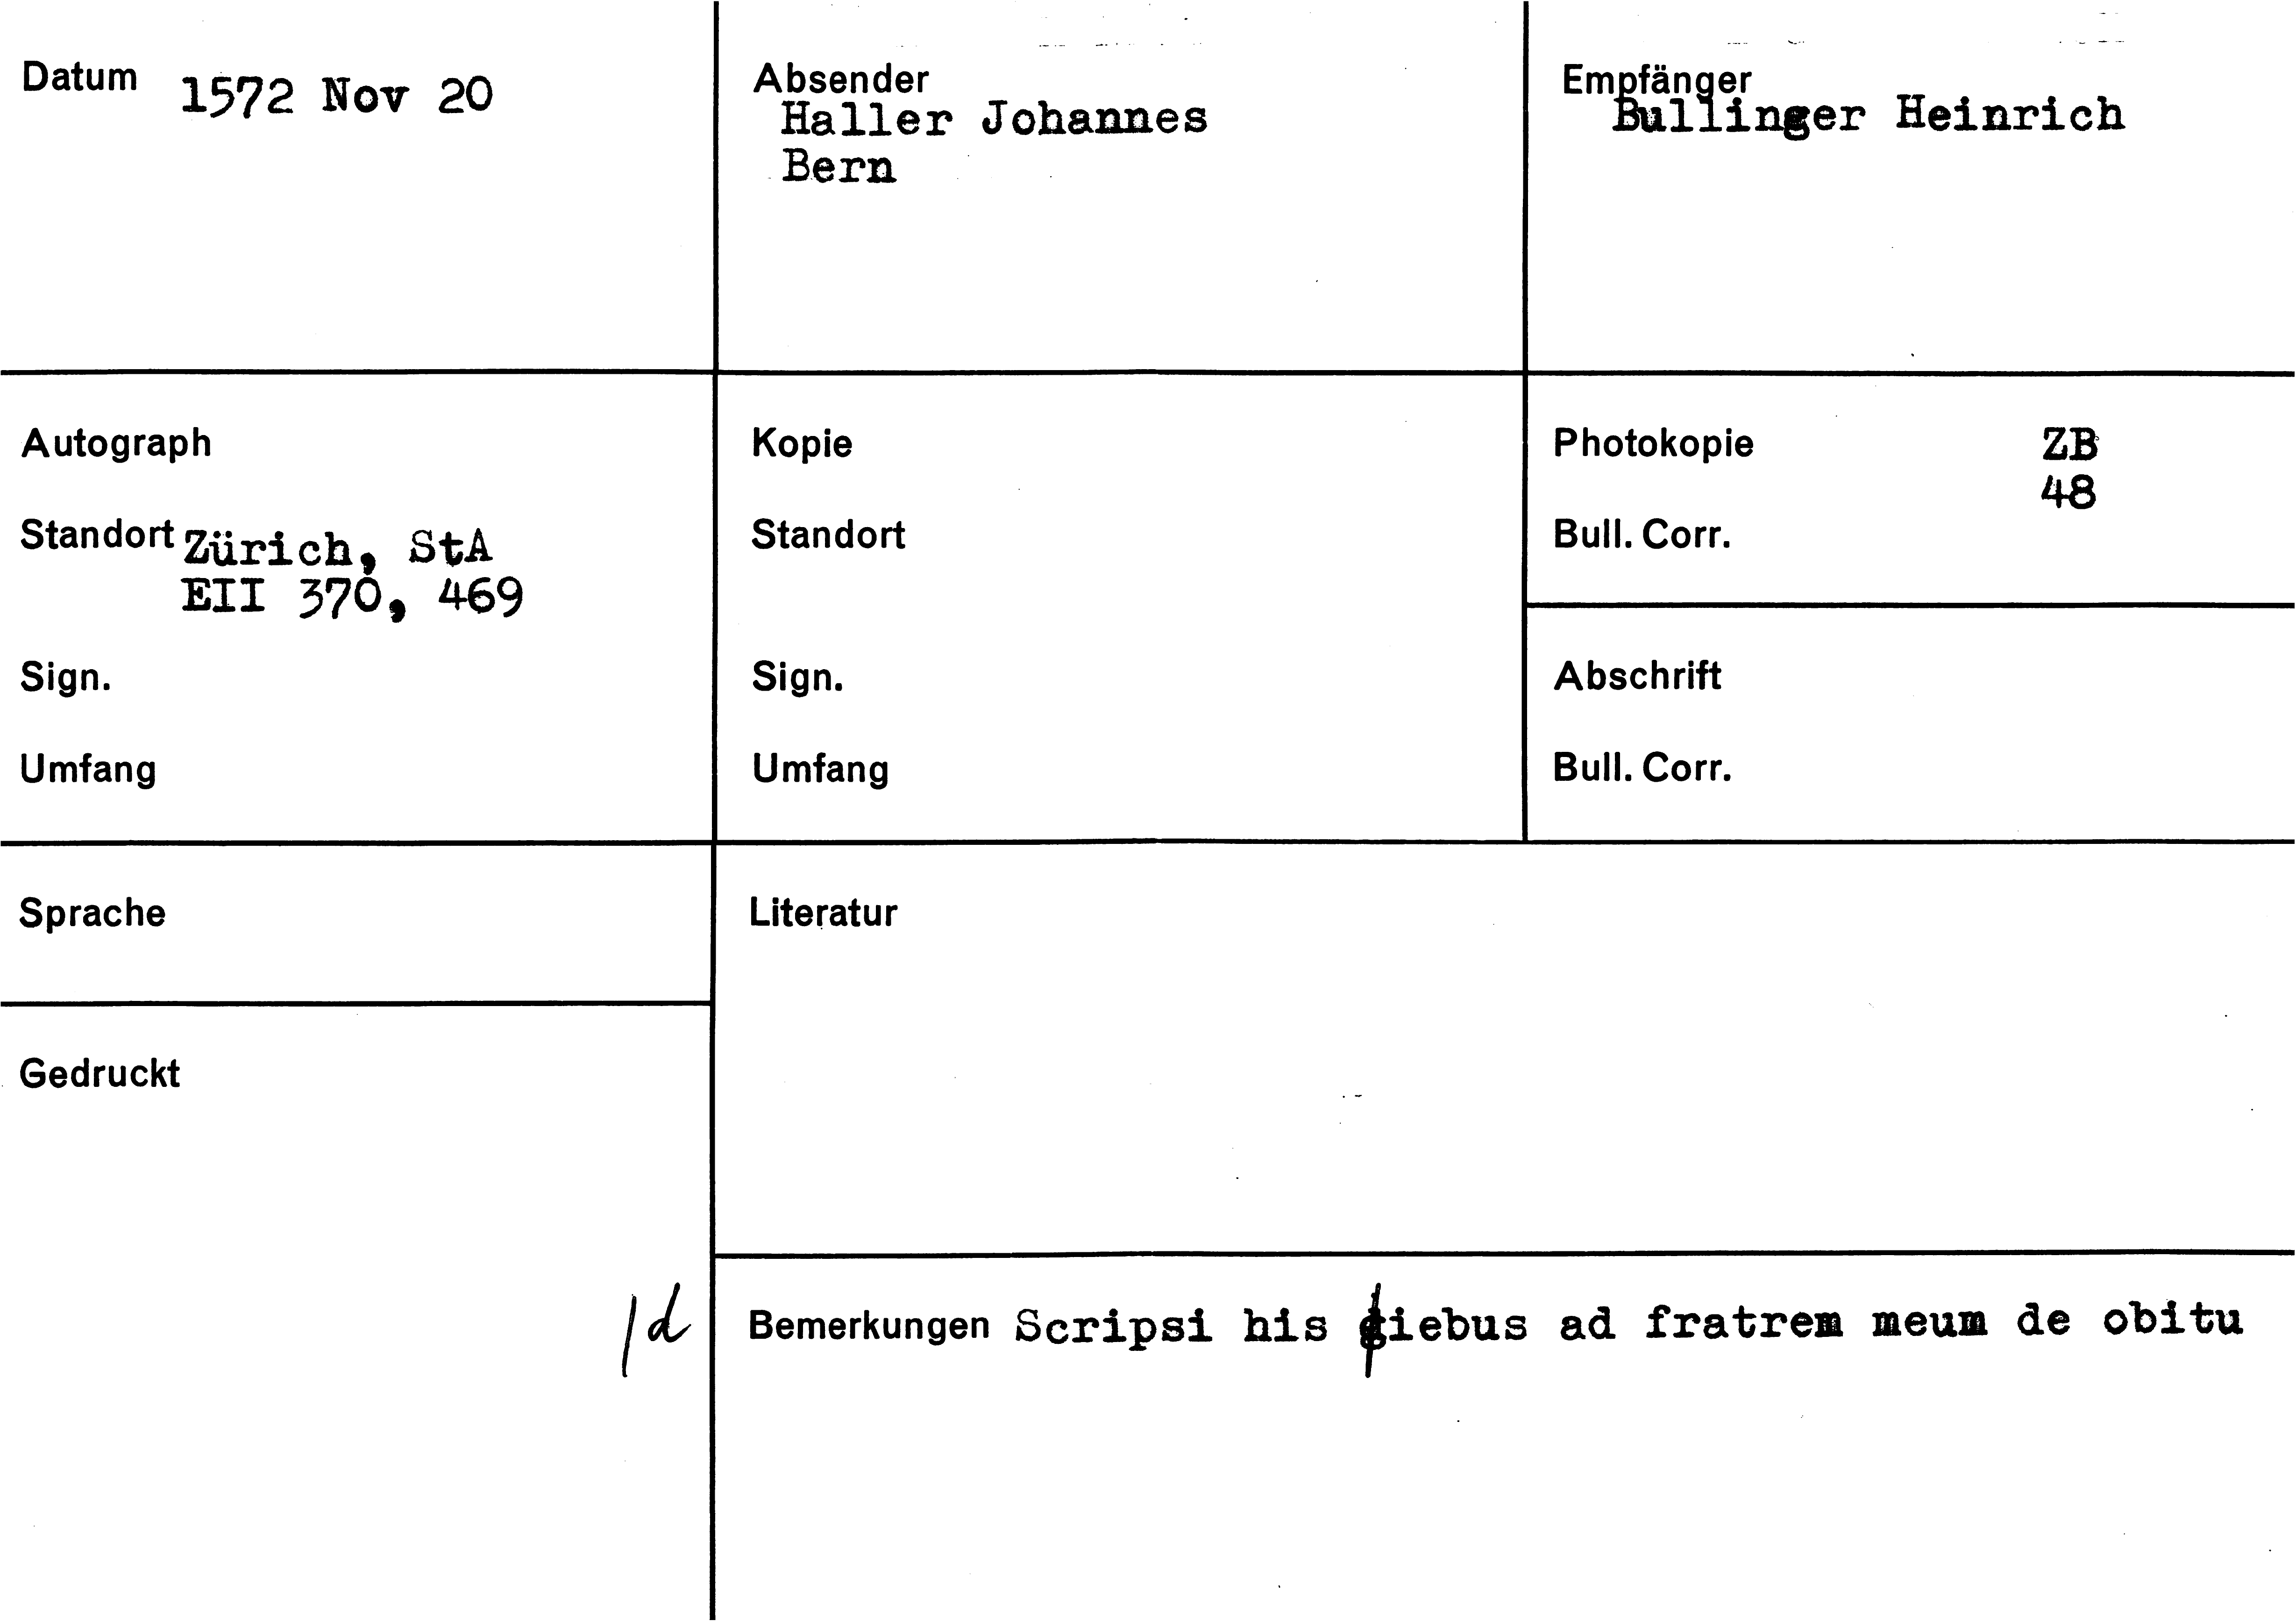 Datum 1572 Nov 20
Absender
Haller Johannes
Bern
Empfänger
Bullinger Heinrich
Autograph
Standort Zürich, StA
EII 370, 469
Sign.
Umfang
Kopie
Standort
Sign.
Umfang
Photokopie ZB
48
Bull. Corr.
Abschrift
Bull. Corr.
Sprache
Literatur
Gedruckt
/d
Bemerkungen Scripsi his giebus ad fratrem meum de obitu